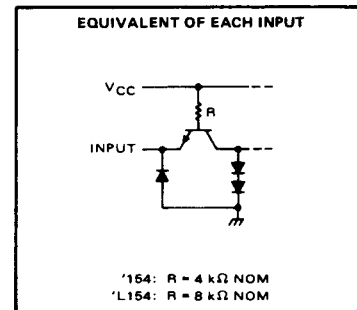 EQUIVALENT OF EACH INPUT
VCC
R
INPUT
'154: R = 4 kΩ NOM
'L154: R = 8 kΩ NOM